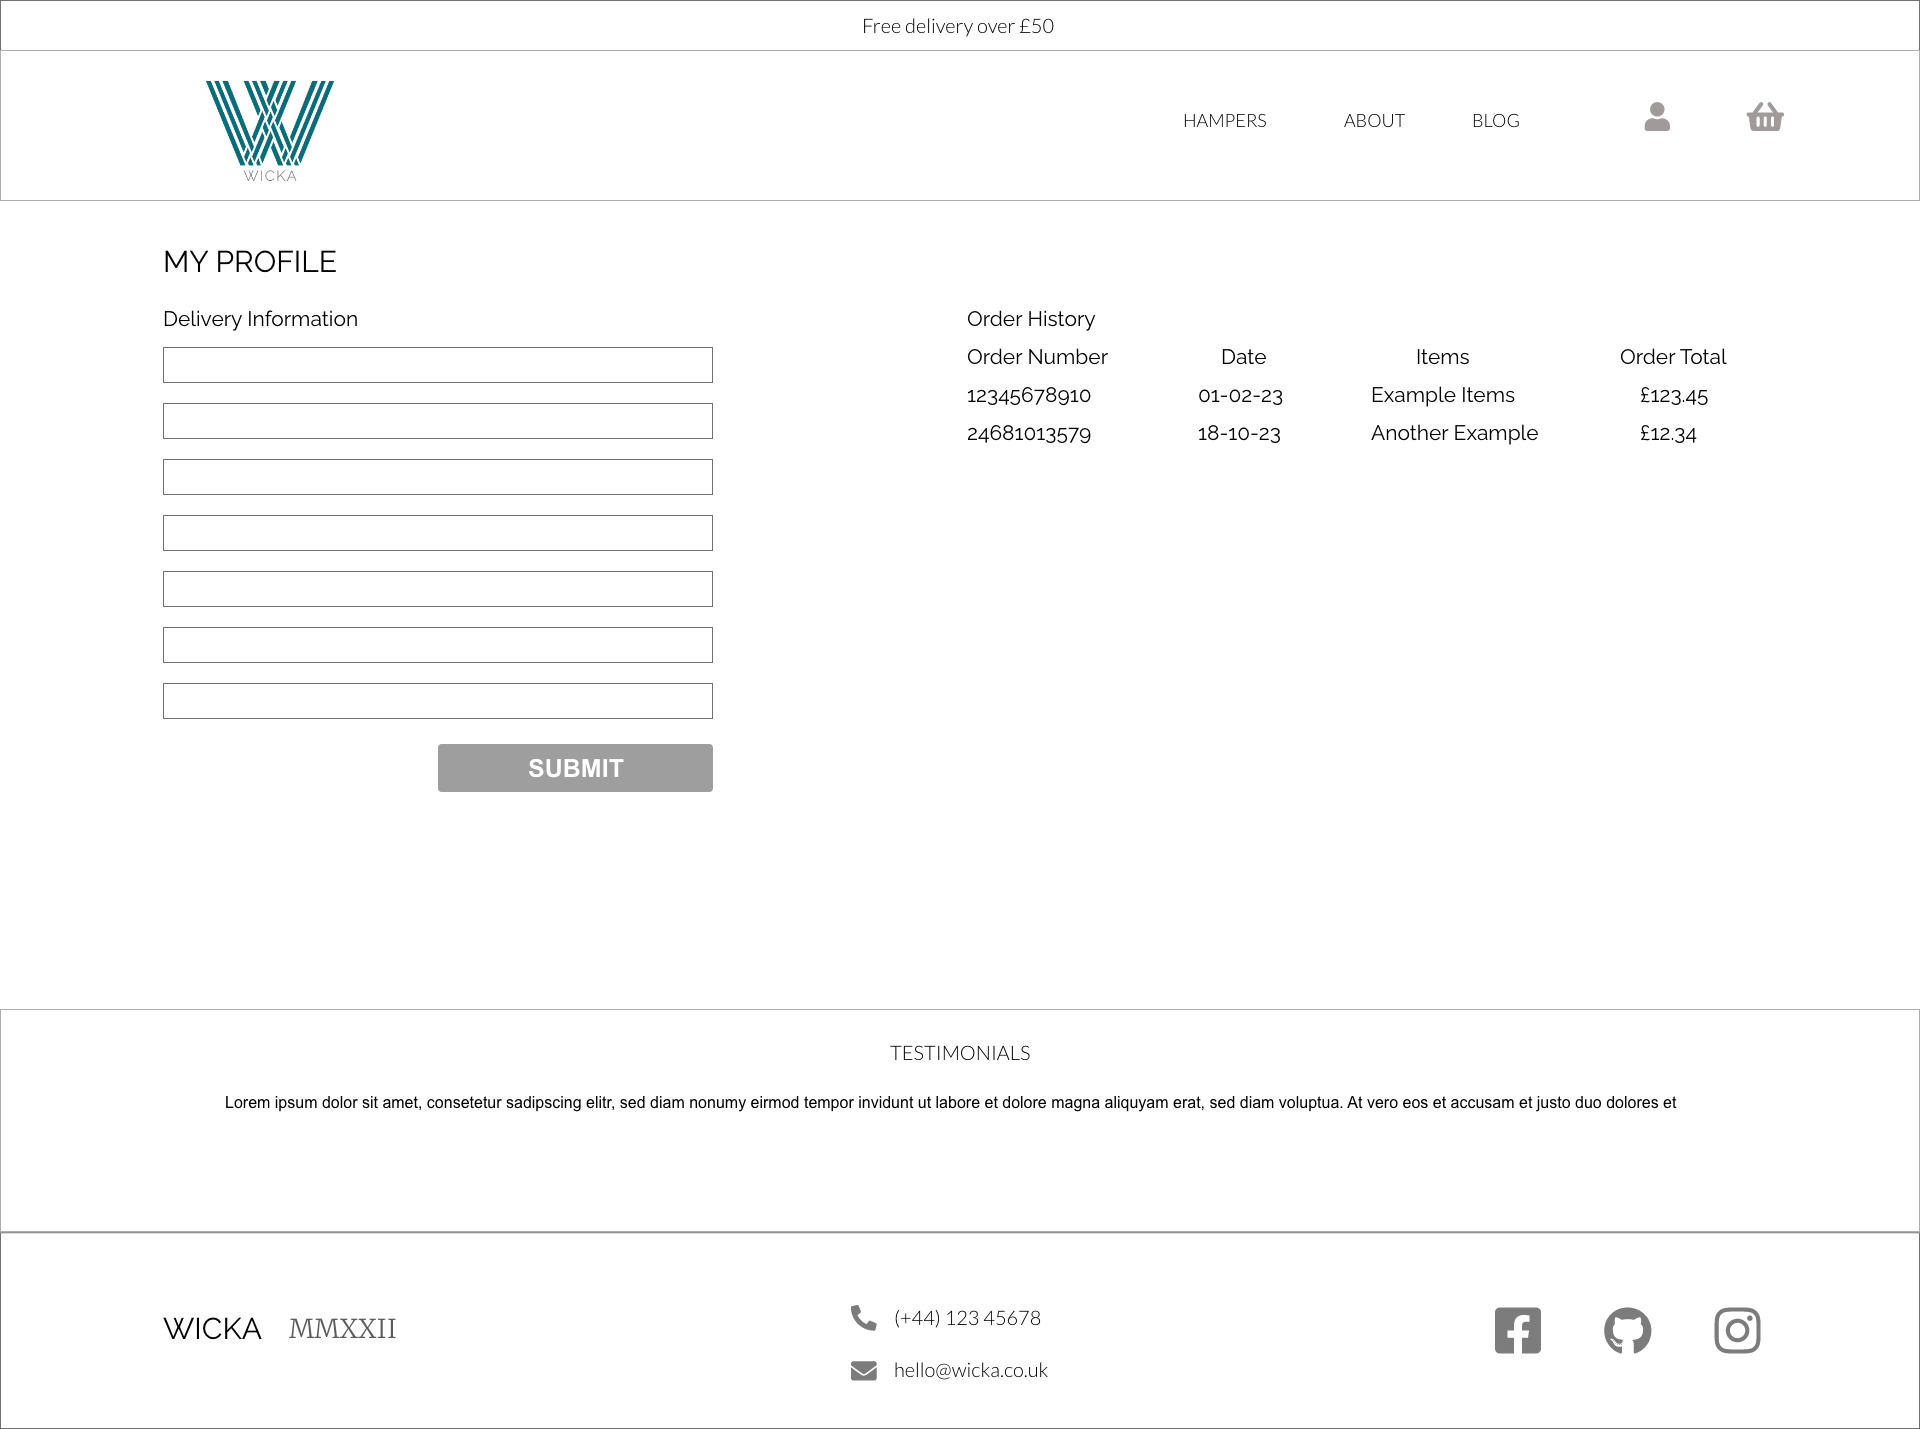 Free delivery over £50
WICKA
HAMPERS ABOUT BLOG
MY PROFILE
Delivery Information
SUBMIT
Order History
Order Number Date Items Order Total
12345678910 01-02-23 Example Items £123.45
24681013579 18-10-23 Another Example £12.34
TESTIMONIALS
Lorem ipsum dolor sit amet, consetetur sadipscing elitr, sed diam nonumy eirmod tempor invidunt ut labore et dolore magna aliquyam erat, sed diam voluptua. At vero eos et accusam et justo duo dolores et
WICKA MMXXII
(+44) 123 45678
hello@wicka.co.uk